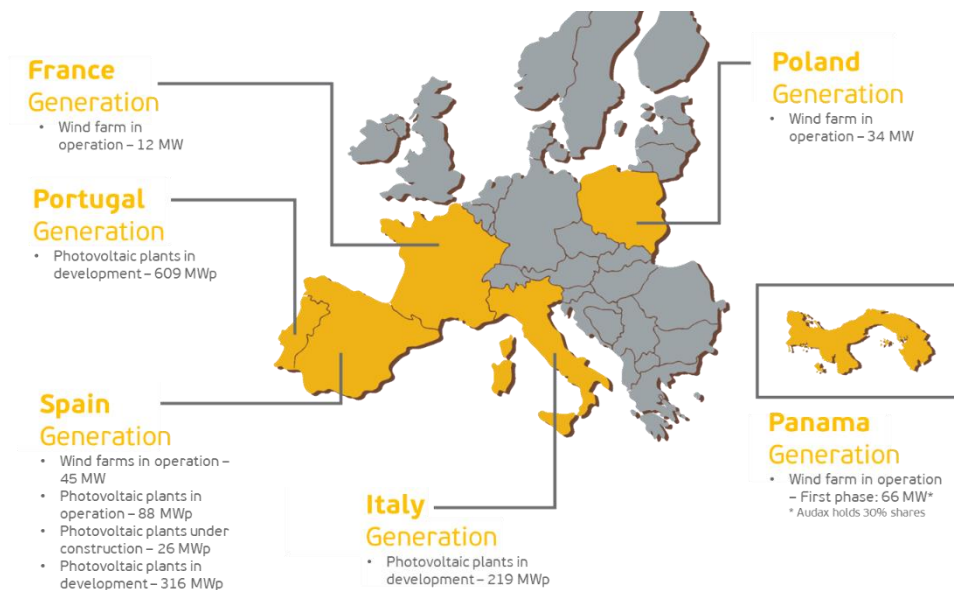 France
Generation
• Wind farm in
operation – 12 MW
Portugal
Generation
• Photovoltaic plants in
development – 609 MWp
Spain
Generation
• Wind farms in operation –
45 MW
• Photovoltaic plants in
operation – 88 MWp
• Photovoltaic plants under
construction – 26 MWp
• Photovoltaic plants in
development – 316 MWp
Italy
Generation
• Photovoltaic plants in
development – 219 MWp
Poland
Generation
• Wind farm in
operation – 34 MW
Panama
Generation
• Wind farm in operation
– First phase: 66 MW*
* Audax holds 30% shares